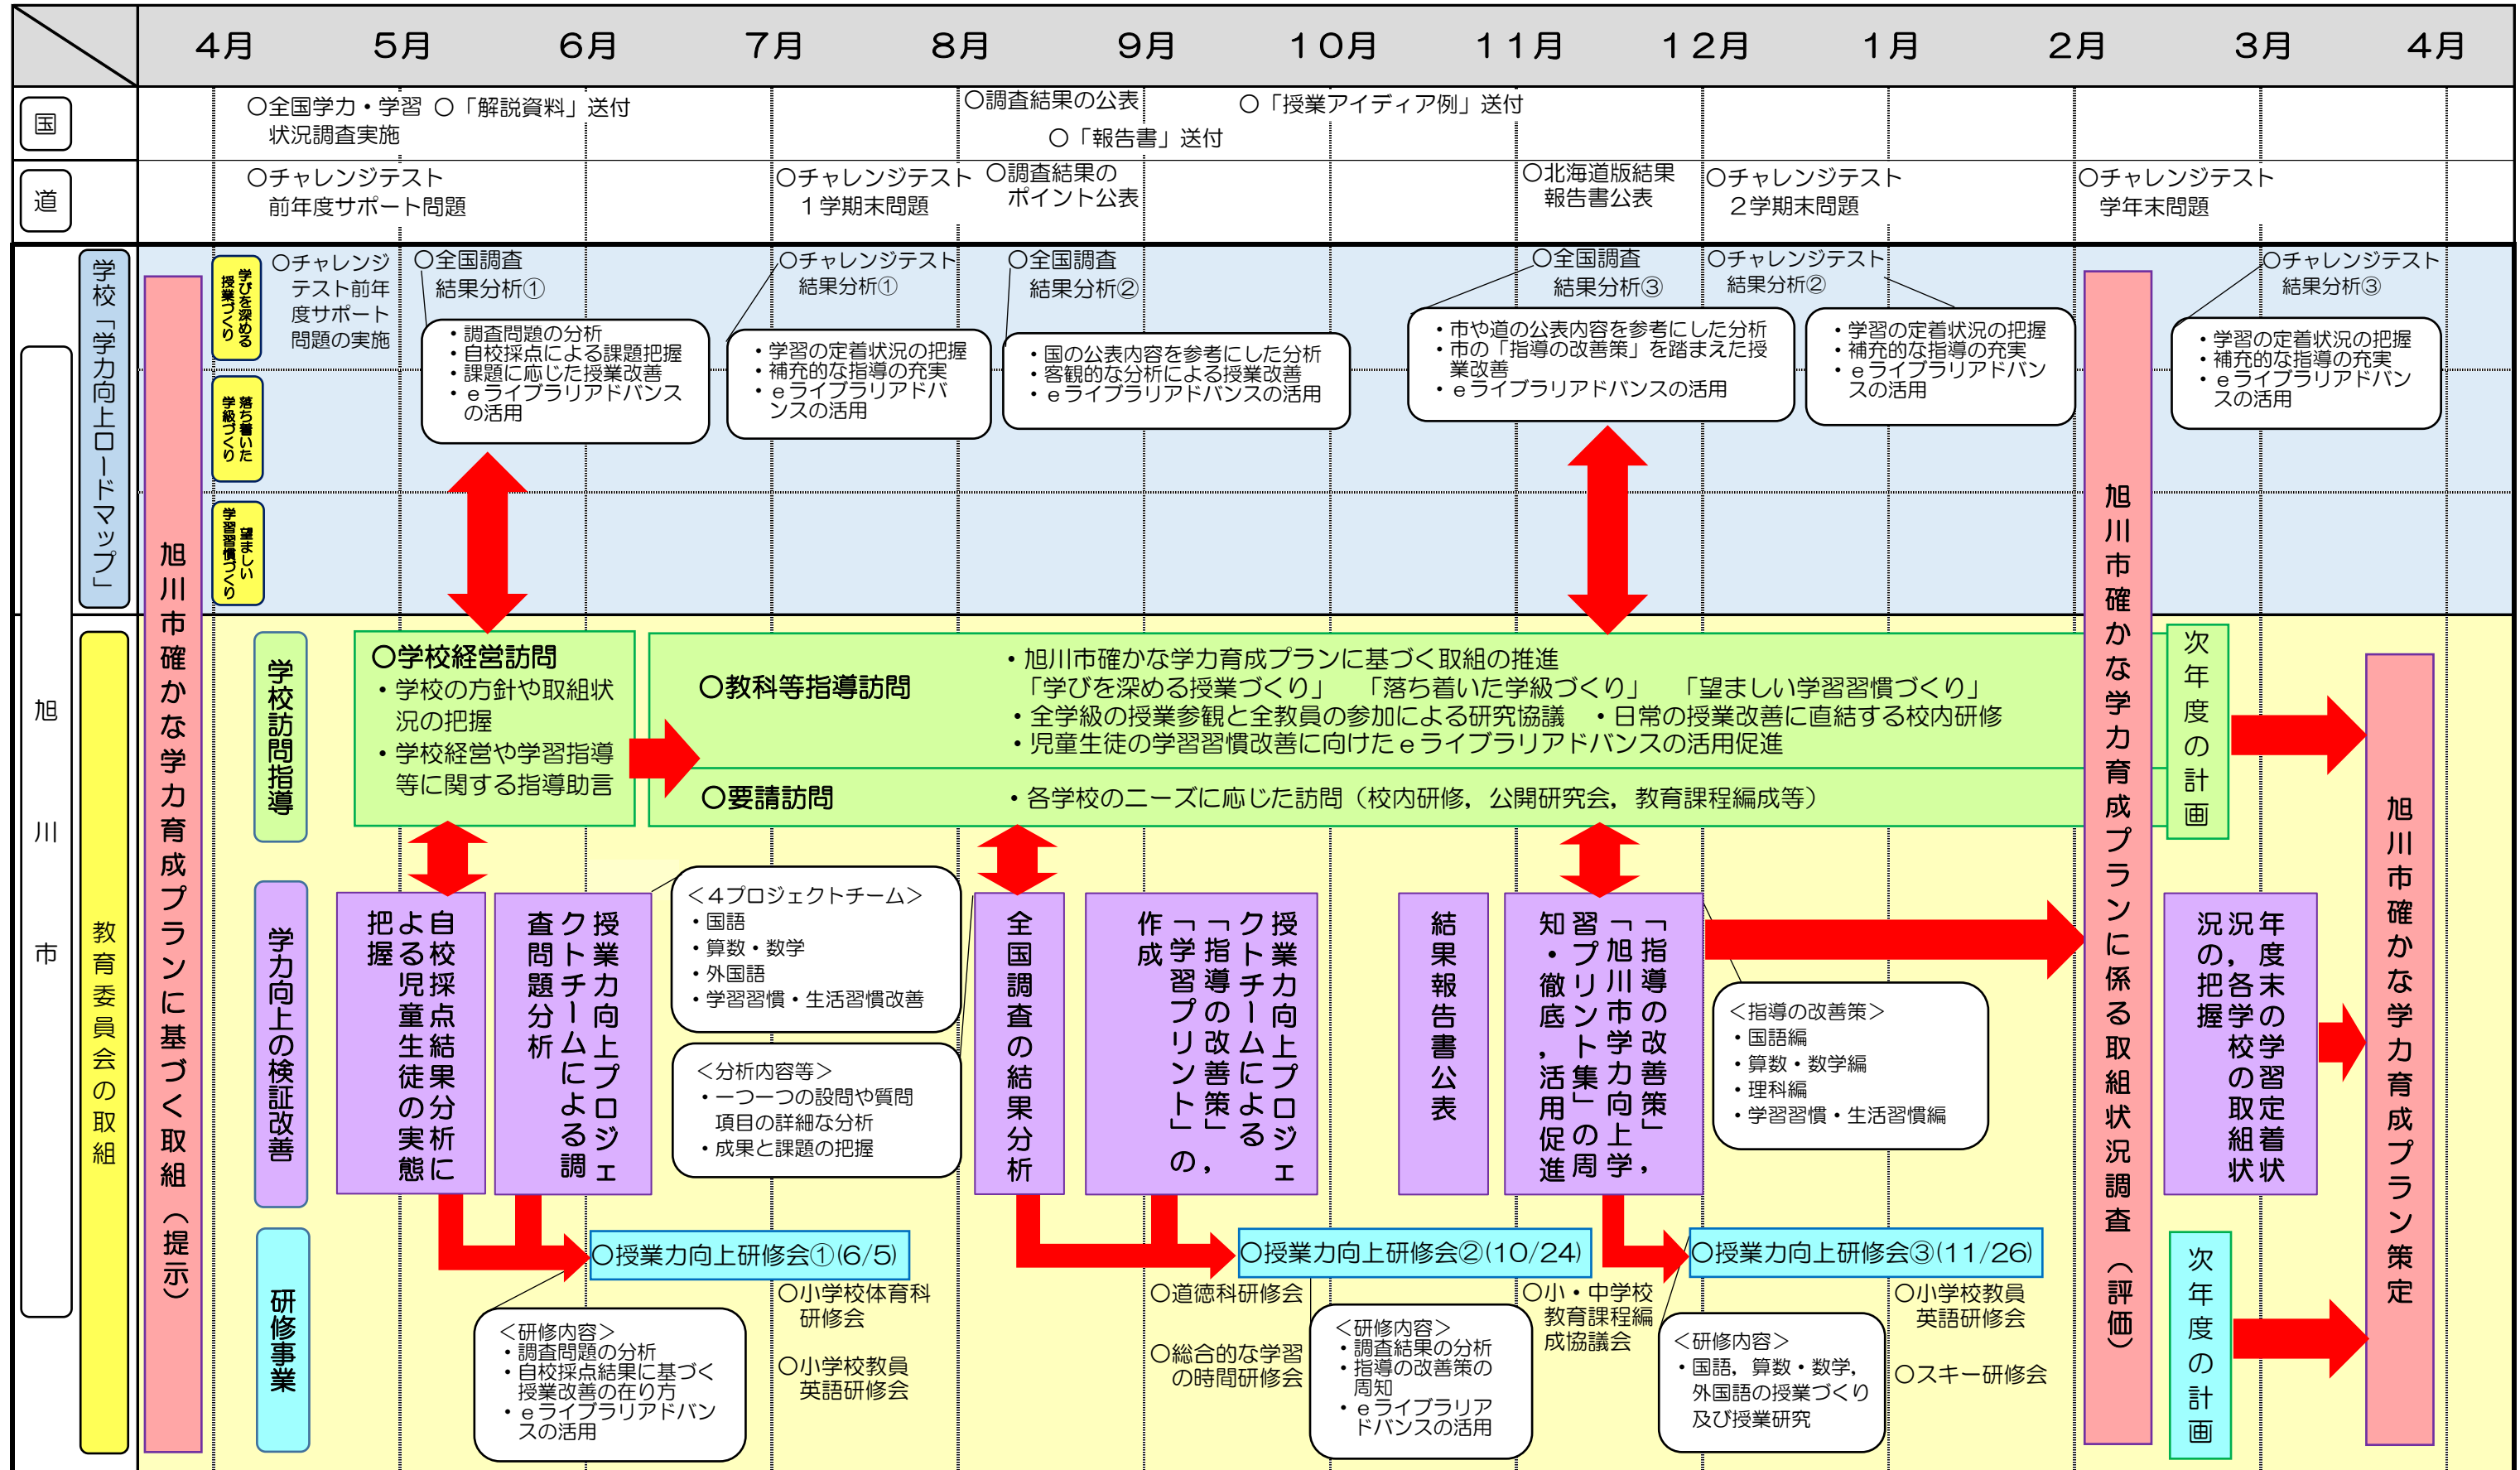 4月 5月 6月 7月 8月 9月 10月 11月 12月 1月 2月 3月 4月
国
○全国学力・学習
状況調査実施
○「解説資料」送付
○調査結果の公表
○「報告書」送付
○「授業アイディア例」送付
道
○チャレンジテスト
前年度サポート問題
○チャレンジテスト
1学期末問題
○調査結果の
ポイント公表
○北海道版結果
報告書公表
○チャレンジテスト
2学期末問題
○チャレンジテスト
学年末問題
旭川市
学校「学力向上ロードマップ」
旭川市確かな学力育成プランに基づく取組(提示)
学びを深める
授業づくり
落ち着いた
学級づくり
望ましい
学習習慣づくり
○チャレンジ
テスト前年
度サポート
問題の実施
○全国調査
結果分析①
・調査問題の分析
・自校採点による課題把握
・課題に応じた授業改善
・eライブラリアドバンス
の活用
○チャレンジテスト
結果分析①
・学習の定着状況の把握
・補充的な指導の充実
・eライブラリアドバ
ンスの活用
○全国調査
結果分析②
・国の公表内容を参考にした分析
・客観的な分析による授業改善
・eライブラリアドバンスの活用
○全国調査
結果分析③
・市や道の公表内容を参考にした分析
・市の「指導の改善策」を踏まえた授
業改善
・eライブラリアドバンスの活用
○チャレンジテスト
結果分析②
・学習の定着状況の把握
・補充的な指導の充実
・eライブラリアドバン
スの活用
旭川市確かな学力育成プランに係る取組状況調査(評価)
○チャレンジテスト
結果分析③
・学習の定着状況の把握
・補充的な指導の充実
・eライブラリアドバン
スの活用
教育委員会の取組
学校訪問指導
○学校経営訪問
・学校の方針や取組状
況の把握
・学校経営や学習指導
等に関する指導助言
○教科等指導訪問
・旭川市確かな学力育成プランに基づく取組の推進
「学びを深める授業づくり」 「落ち着いた学級づくり」 「望ましい学習習慣づくり」
・全学級の授業参観と全教員の参加による研究協議 ・日常の授業改善に直結する校内研修
・児童生徒の学習習慣改善に向けたeライブラリアドバンスの活用促進
○要請訪問
・各学校のニーズに応じた訪問(校内研修,公開研究会,教育課程編成等)
次年度の計画
旭川市確かな学力育成プラン策定
学力向上の検証改善
自校採点結果分析に
よる児童生徒の実態
把握
授業力向上プロジェ
クトチームによる調
査問題分析
<4プロジェクトチーム>
・国語
・算数・数学
・外国語
・学習習慣・生活習慣改善
<分析内容等>
・一つ一つの設問や質問
項目の詳細な分析
・成果と課題の把握
全国調査の結果分析
授業力向上プロジェ
クトチームによる
「指導の改善策」,
「学習プリント」の
作成
結果報告書公表
「指導の改善策」,
「旭川市学力向上学
習プリント集」の周
知・徹底,活用促進
<指導の改善策>
・国語編
・算数・数学編
・理科編
・学習習慣・生活習慣編
年度末の学習定着状
況,各学校の取組状
況の把握
研修事業
○授業力向上研修会①(6/5)
<研修内容>
・調査問題の分析
・自校採点結果に基づく
授業改善の在り方
・eライブラリアドバン
スの活用
○小学校体育科
研修会
○小学校教員
英語研修会
○道徳科研修会
○総合的な学習
の時間研修会
○授業力向上研修会②(10/24)
<研修内容>
・調査結果の分析
・指導の改善策の
周知
・eライブラリア
ドバンスの活用
○小・中学校
教育課程編
成協議会
○授業力向上研修会③(11/26)
<研修内容>
・国語,算数・数学,
外国語の授業づくり
及び授業研究
○小学校教員
英語研修会
○スキー研修会
次年度の計画